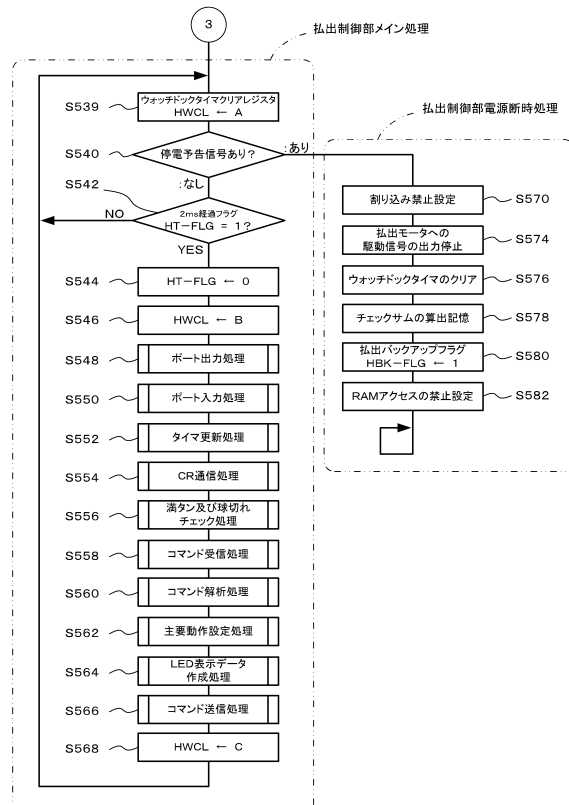 3
払出制御部メイン処理
S539
ウォッチドックタイマクリアレジスタ
HWCL ← A
払出制御部電源断時処理
S540
停電予告信号あり?
:あり
:なし
S542
2ms経過フラグ
HT-FLG = 1?
NO
YES
S544
HT-FLG ← 0
S546
HWCL ← B
S548
ポート出力処理
S550
ポート入力処理
S552
タイマ更新処理
S554
CR通信処理
S556
満タン及び球切れ
チェック処理
S558
コマンド受信処理
S560
コマンド解析処理
S562
主要動作設定処理
S564
LED表示データ
作成処理
S566
コマンド送信処理
S568
HWCL ← C
割り込み禁止設定
S570
払出モータへの
駆動信号の出力停止
S574
ウォッチドックタイマのクリア
S576
チェックサムの算出記憶
S578
払出バックアップフラグ
HBK-FLG ← 1
S580
RAMアクセスの禁止設定
S582